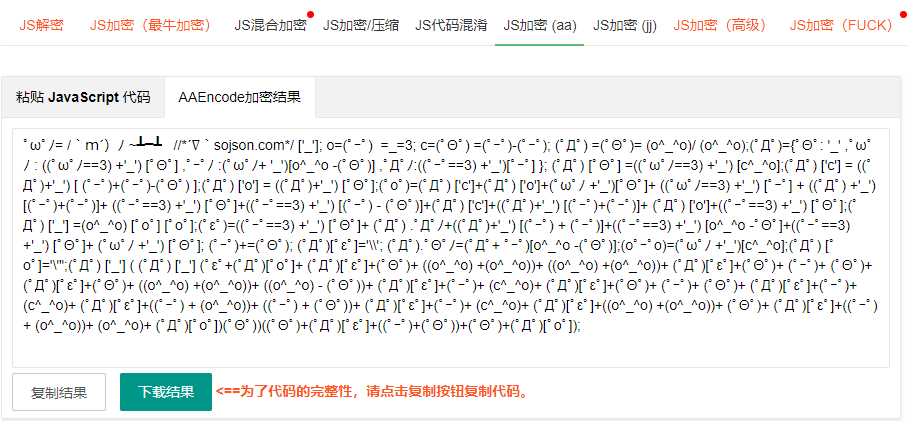 JS解密 JS加密（最牛加密） JS混合加密 JS加密/压缩 JS代码混淆 JS加密 (aa) JS加密 (jj) JS加密（高级） JS加密（FUCK）
粘贴 JavaScript 代码 AAEncode加密结果
ﾟωﾟﾉ= /｀ｍ´）ﾉ ~┻━┻ //*´∇｀sojson.com*/ ['_']; o=(ﾟｰﾟ) =_=3; c=(ﾟΘﾟ) =(ﾟｰﾟ)-(ﾟｰﾟ); (ﾟДﾟ) =(ﾟΘﾟ)= (o^_^o)/ (o^_^o);(ﾟДﾟ)={ﾟΘﾟ: '_' ,ﾟωﾟ
ﾉ : ((ﾟωﾟﾉ==3) +'_') [ﾟΘﾟ] ,ﾟｰﾟﾉ :(ﾟωﾟﾉ+ '_')[o^_^o -(ﾟΘﾟ)] ,ﾟДﾟﾉ:((ﾟｰﾟ==3) +'_')[ﾟｰﾟ] }; (ﾟДﾟ) [ﾟΘﾟ] =((ﾟωﾟﾉ==3) +'_') [c^_^o];(ﾟДﾟ) ['c'] = ((ﾟ
Дﾟ)+'_') [ (ﾟｰﾟ)+(ﾟｰﾟ)-(ﾟΘﾟ) ];(ﾟДﾟ) ['o'] = ((ﾟДﾟ)+'_') [ﾟΘﾟ];(ﾟoﾟ)=(ﾟДﾟ) ['c']+(ﾟДﾟ) ['o']+(ﾟωﾟﾉ +'_')[ﾟΘﾟ]+ ((ﾟωﾟﾉ==3) +'_') [ﾟｰﾟ] + ((ﾟДﾟ) +'_')
[(ﾟｰﾟ)+(ﾟｰﾟ)]+ ((ﾟｰﾟ==3) +'_') [ﾟΘﾟ]+((ﾟｰﾟ==3) +'_') [(ﾟｰﾟ) - (ﾟΘﾟ)]+(ﾟДﾟ) ['c']+((ﾟДﾟ)+'_') [(ﾟｰﾟ)+(ﾟｰﾟ)]+ (ﾟДﾟ) ['o']+((ﾟｰﾟ==3) +'_') [ﾟΘﾟ];(ﾟ
Дﾟ) ['_'] =(o^_^o) [ﾟoﾟ] [ﾟoﾟ];(ﾟεﾟ)=((ﾟｰﾟ==3) +'_') [ﾟΘﾟ]+ (ﾟДﾟ) .ﾟДﾟﾉ+((ﾟДﾟ)+'_') [(ﾟｰﾟ) + (ﾟｰﾟ)]+((ﾟｰﾟ==3) +'_') [o^_^o -ﾟΘﾟ]+((ﾟｰﾟ==3)
+'_') [ﾟΘﾟ]+ (ﾟωﾟﾉ +'_') [ﾟΘﾟ]; (ﾟｰﾟ)+=(ﾟΘﾟ); (ﾟДﾟ)[ﾟεﾟ]='\\'; (ﾟДﾟ).ﾟΘﾟﾉ=(ﾟДﾟ+ ﾟｰﾟ)[o^_^o -(ﾟΘﾟ)];(oﾟｰﾟo)=(ﾟωﾟﾉ +'_')[c^_^o];(ﾟДﾟ) [ﾟ
oﾟ]='\"';(ﾟДﾟ) ['_'] ( (ﾟДﾟ) ['_'] (ﾟεﾟ+(ﾟДﾟ)[ﾟoﾟ]+ (ﾟДﾟ)[ﾟεﾟ]+(ﾟΘﾟ)+ ((o^_^o) +(o^_^o))+ ((o^_^o) +(o^_^o))+ (ﾟДﾟ)[ﾟεﾟ]+(ﾟΘﾟ)+ (ﾟｰﾟ)+ (ﾟΘﾟ)+
(ﾟДﾟ)[ﾟεﾟ]+(ﾟΘﾟ)+ ((o^_^o) +(o^_^o))+ ((o^_^o) - (ﾟΘﾟ))+ (ﾟДﾟ)[ﾟεﾟ]+(ﾟｰﾟ)+ (c^_^o)+ (ﾟДﾟ)[ﾟεﾟ]+(ﾟΘﾟ)+ (ﾟｰﾟ)+ (ﾟΘﾟ)+ (ﾟДﾟ)[ﾟεﾟ]+(ﾟｰﾟ)+
(c^_^o)+ (ﾟДﾟ)[ﾟεﾟ]+((ﾟｰﾟ) + (o^_^o))+ ((ﾟｰﾟ) + (ﾟΘﾟ))+ (ﾟДﾟ)[ﾟεﾟ]+(ﾟｰﾟ)+ (c^_^o)+ (ﾟДﾟ)[ﾟεﾟ]+((o^_^o) +(o^_^o))+ (ﾟΘﾟ)+ (ﾟДﾟ)[ﾟεﾟ]+((ﾟｰﾟ)
+ (o^_^o))+ (o^_^o)+ (ﾟДﾟ)[ﾟoﾟ])(ﾟΘﾟ))((ﾟΘﾟ)+(ﾟДﾟ)[ﾟεﾟ]+((ﾟｰﾟ)+(ﾟΘﾟ))+(ﾟΘﾟ)+(ﾟДﾟ)[ﾟoﾟ]);
复制结果 下载结果 <==为了代码的完整性，请点击复制按钮复制代码。